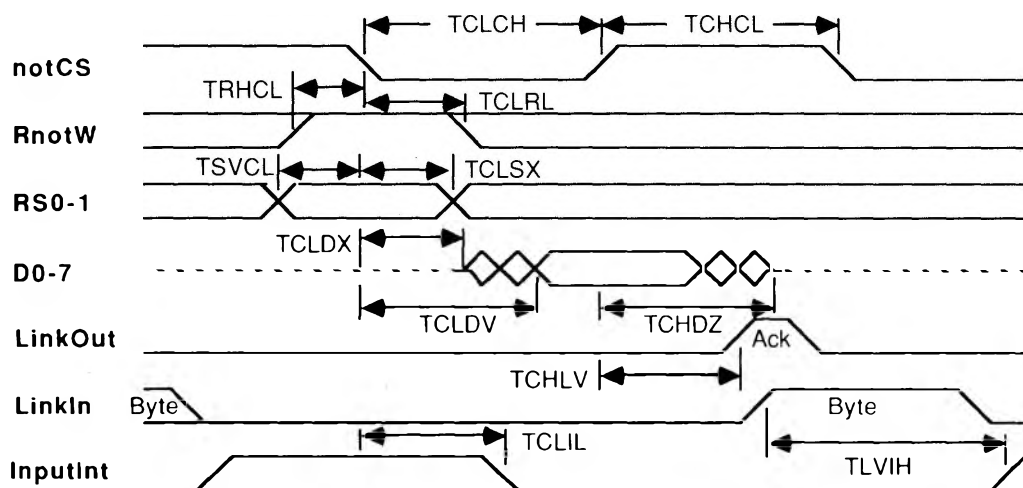 TCLCH TCHCL
notCS
TRHCL TCLRL
RnotW
TSVCL TCLSX
RS0-1
TCLDX
D0-7
TCLDV TCHDZ
LinkOut Ack
TCHLV
LinkIn Byte Byte
TCLIL
InputInt TLVIH